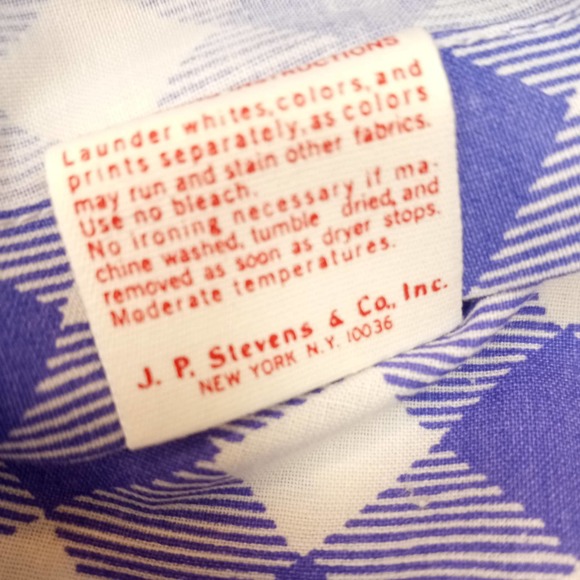 INSTRUCTIONS
Launder whites, colors, and
prints separately, as colors
may run and stain other fabrics.
Use no bleach.
No ironing necessary if ma-
chine washed, tumble dried, and
removed as soon as dryer stops.
Moderate temperatures.
J. P. Stevens & Co., Inc.
NEW YORK N.Y. 10036